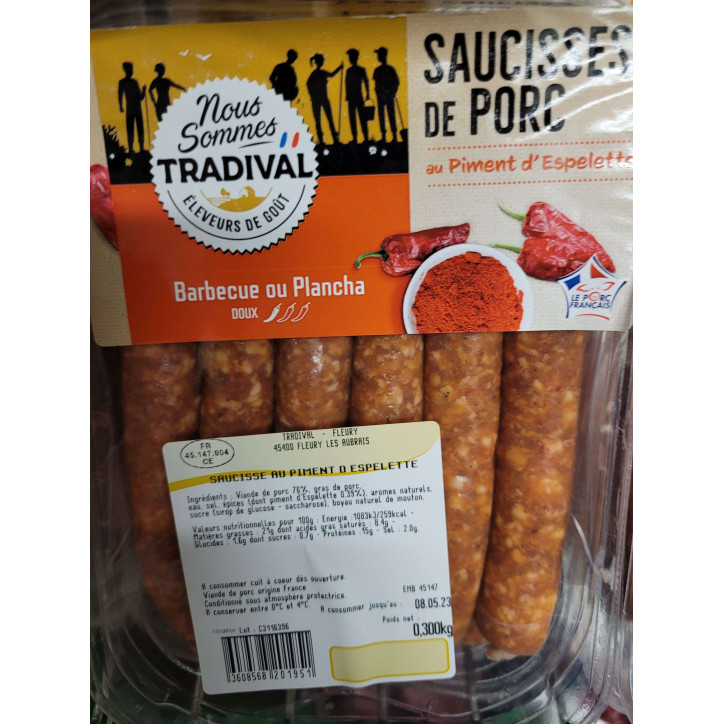 Nous
Sommes
TRADIVAL
ÉLEVEURS DE GOÛT
SAUCISSES
DE PORC
au Piment d'Espelette
Barbecue ou Plancha
DOUX
LE PORC
FRANÇAIS
TRADIVAL - FLEURY
45400 FLEURY LES AUBRAIS
FR
45.147.004
CE
SAUCISSE AU PIMENT D ESPELETTE
Ingrédients : Viande de porc 76%, gras de porc,
eau, sel, épices (dont piment d'Espelette 0.39%), aromes naturels,
sucre (sirop de glucose - saccharose), boyau naturel de mouton.
Valeurs nutritionnelles pour 100g : Energie :1083kJ/259kcal -
Matières grasses : 21g dont acides gras saturés : 8.4g -
Glucides : 1.6g dont sucres : 0.7g - Protéines : 15g - Sel : 2.0g
A consommer cuit à coeur dès ouverture.
Viande de porc origine France
Conditionné sous atmosphère protectrice.
A conserver entre 0°C et 4°C.
EMB 45147
A consommer jusqu'au : 08.05.23
Lot : C3116396
Poids net :
0,300kg
3608568 201951